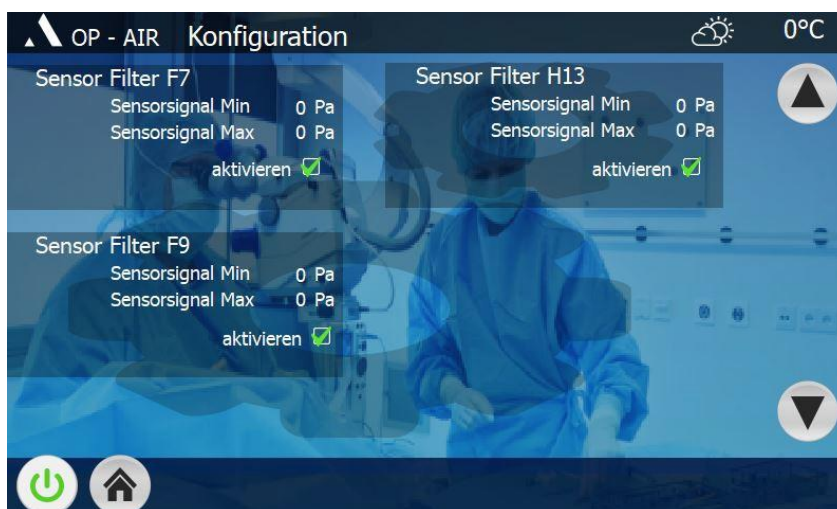 OP - AIR Konfiguration 0°C
Sensor Filter F7
Sensorsignal Min 0 Pa
Sensorsignal Max 0 Pa
aktivieren
Sensor Filter H13
Sensorsignal Min 0 Pa
Sensorsignal Max 0 Pa
aktivieren
Sensor Filter F9
Sensorsignal Min 0 Pa
Sensorsignal Max 0 Pa
aktivieren